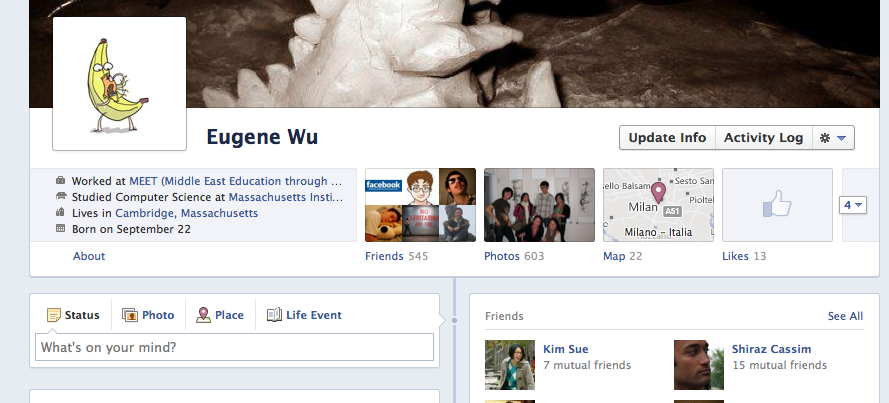 Eugene Wu
Update Info
Activity Log
Worked at MEET (Middle East Education through ...
Studied Computer Science at Massachusetts Insti...
Lives in Cambridge, Massachusetts
Born on September 22
About
facebook
NO
LEVITATING
Friends 545
Photos 603
sello Balsam
Sesto San
Pioltel
Milan
A51
Milano - Italia
Map 22
Likes 13
4
Status
Photo
Place
Life Event
What's on your mind?
Friends
See All
Kim Sue
7 mutual friends
Shiraz Cassim
15 mutual friends